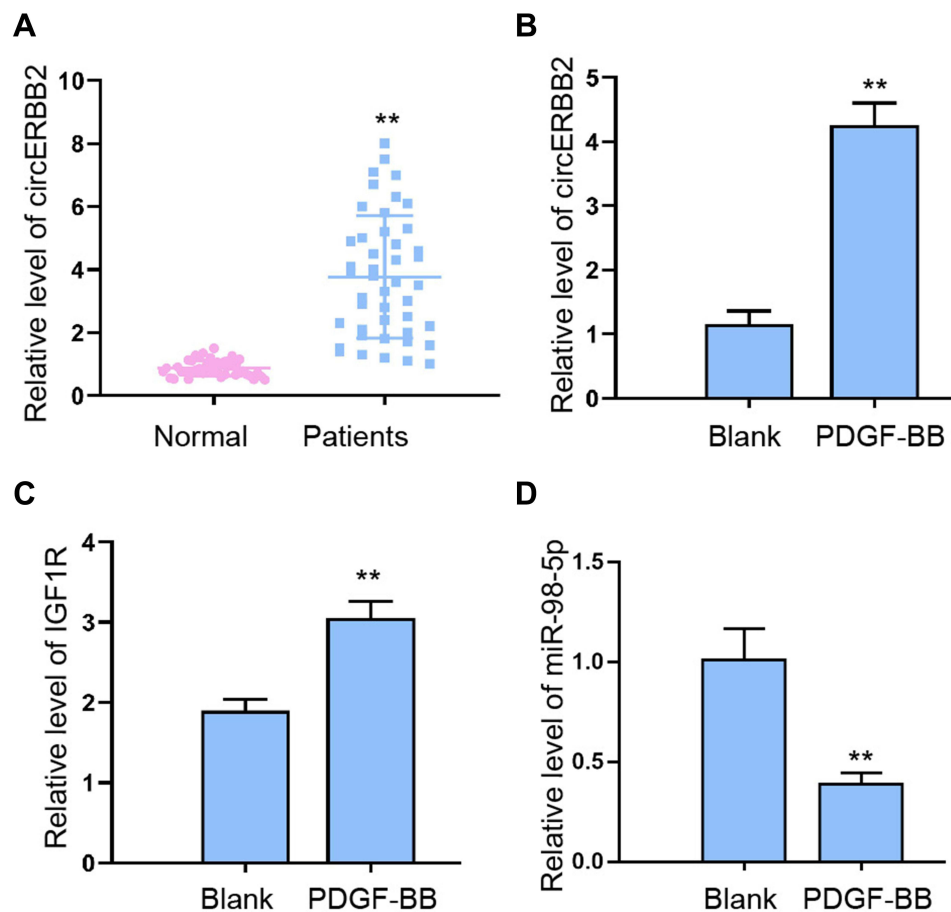 A
Relative level of circERBB2
10
8
6
4
2
0
**
Normal Patients
B
Relative level of circERBB2
5
4
3
2
1
0
**
Blank PDGF-BB
C
Relative level of IGF1R
4
3
2
1
0
**
Blank PDGF-BB
D
Relative level of miR-98-5p
1.5
1.0
0.5
0.0
**
Blank PDGF-BB